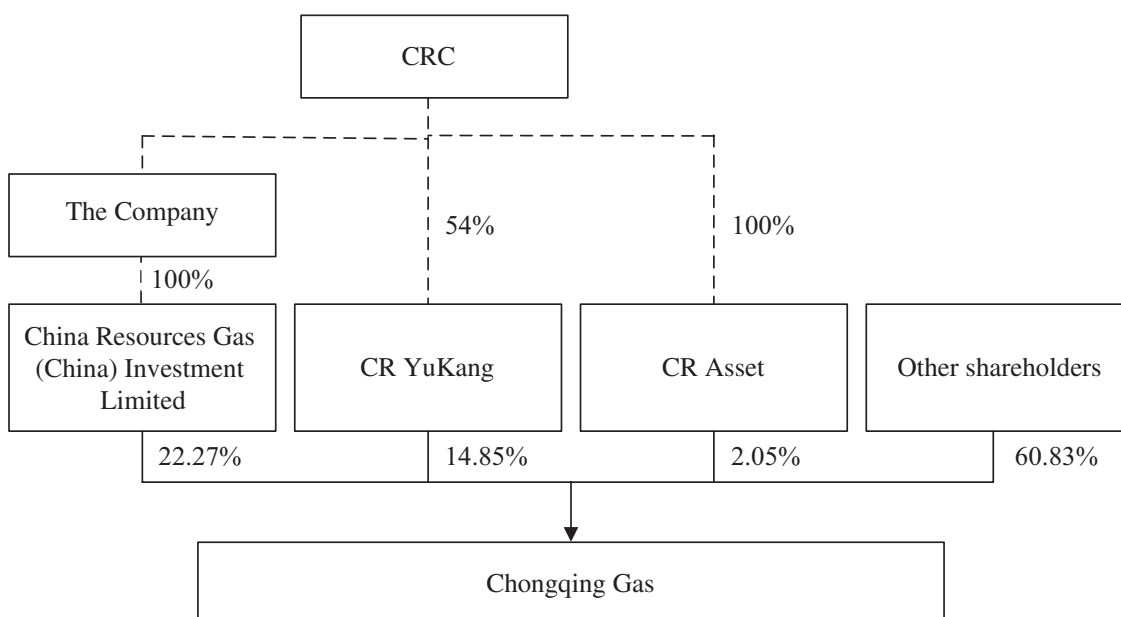 CRC
The Company
54%
100%
100%
China Resources Gas
(China) Investment
Limited
CR YuKang
CR Asset
Other shareholders
22.27%
14.85%
2.05%
60.83%
Chongqing Gas